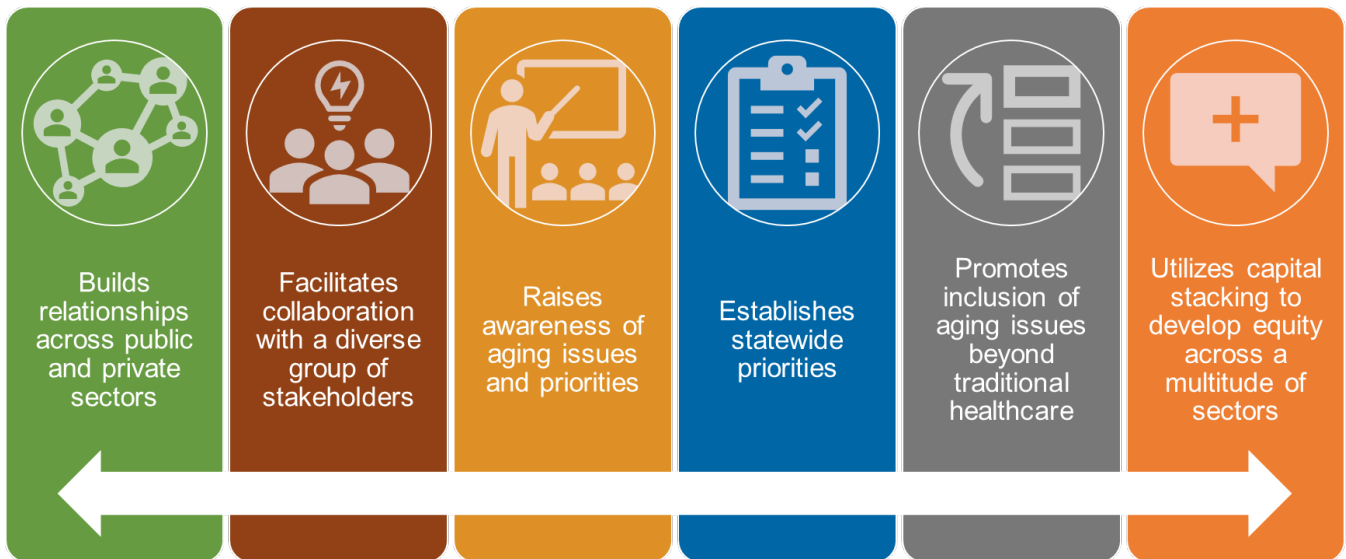 Builds
relationships
across public
and private
sectors
Facilitates
collaboration
with a diverse
group of
stakeholders
Raises
awareness of
aging issues
and priorities
Establishes
statewide
priorities
Promotes
inclusion of
aging issues
beyond
traditional
healthcare
Utilizes capital
stacking to
develop equity
across a
multitude of
sectors